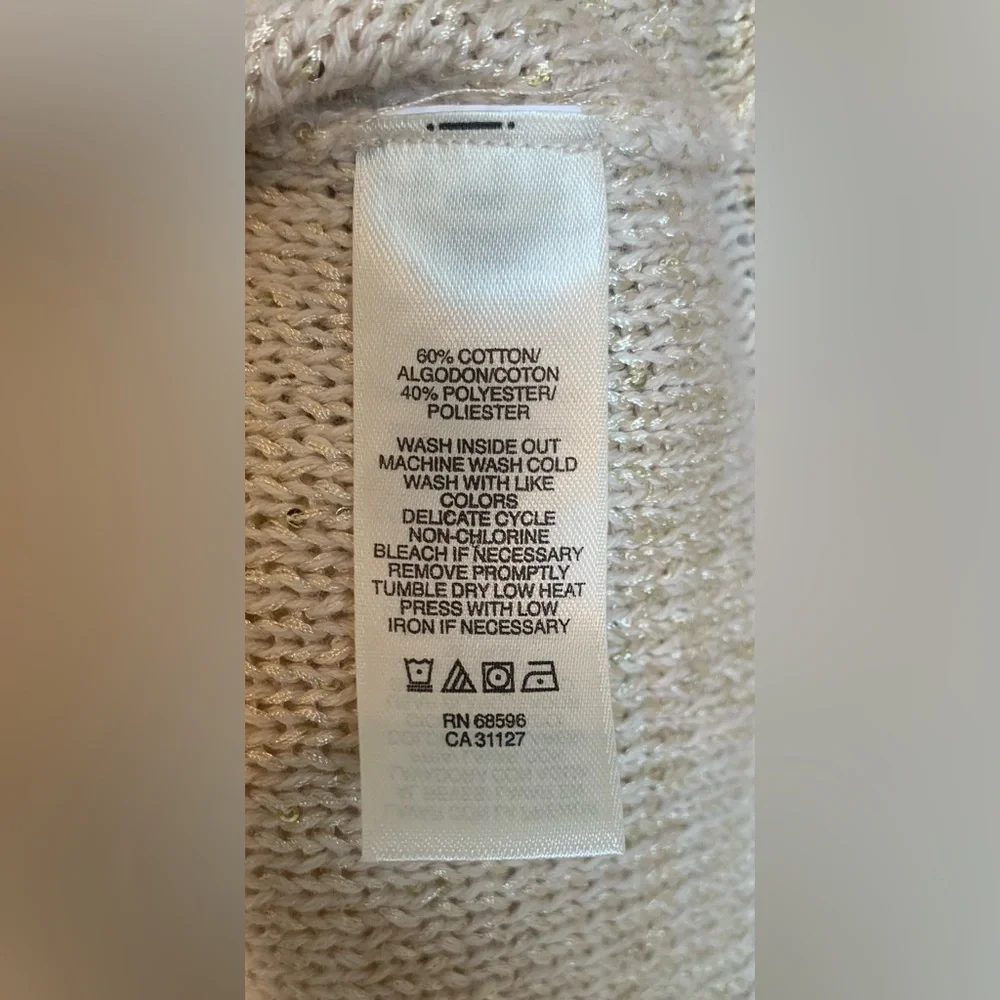 60% COTTON/
ALGODON/COTON
40% POLYESTER/
POLIESTER
WASH INSIDE OUT
MACHINE WASH COLD
WASH WITH LIKE
COLORS
DELICATE CYCLE
NON-CHLORINE
BLEACH IF NECESSARY
REMOVE PROMPTLY
TUMBLE DRY LOW HEAT
PRESS WITH LOW
IRON IF NECESSARY
RN 68596
CA 31127